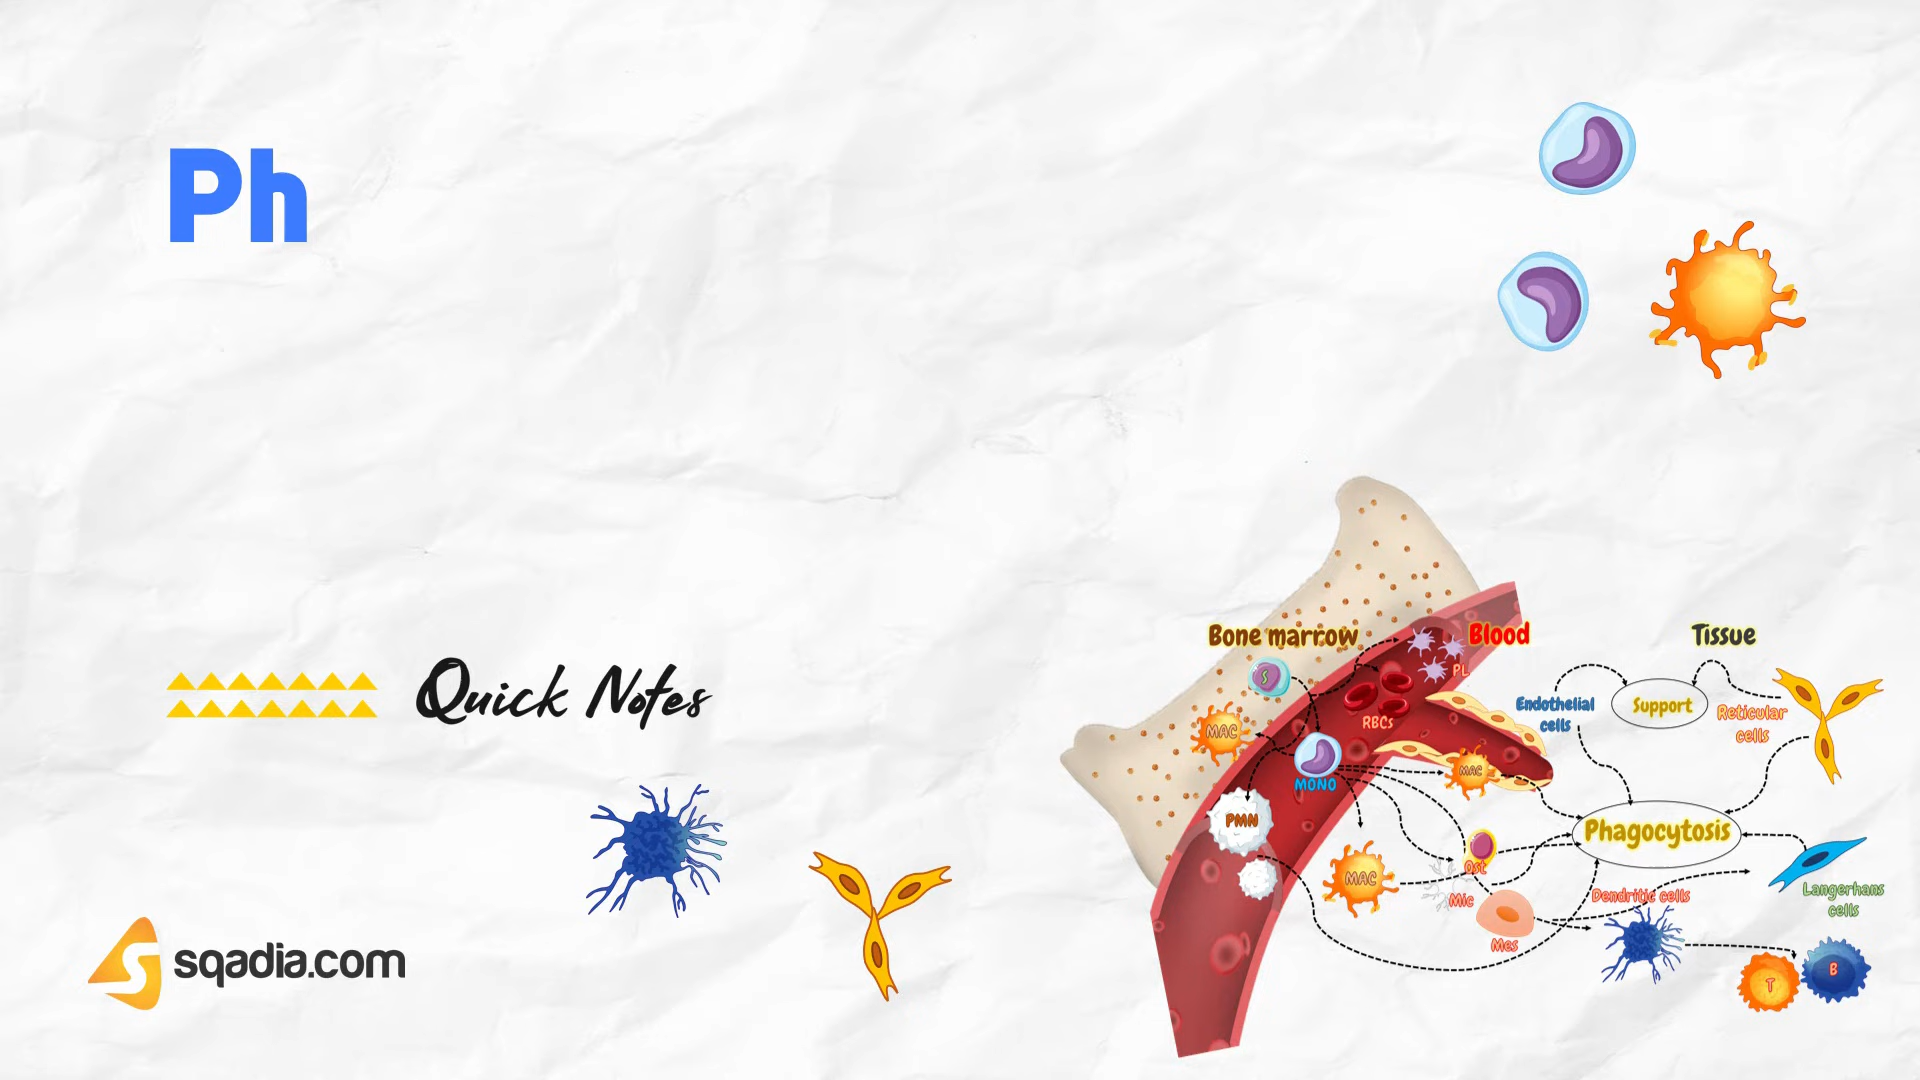 Ph
Bone marrow
Blood
Tissue
S
PL
Endothelial
cells
Support
Reticular
cells
RBCs
MAC
MONO
MAC
PMN
Phagocytosis
Quick Notes
Ost
MAC
Mic
Dendritic cells
Langerhans
cells
Mes
sqadia.com
T
B